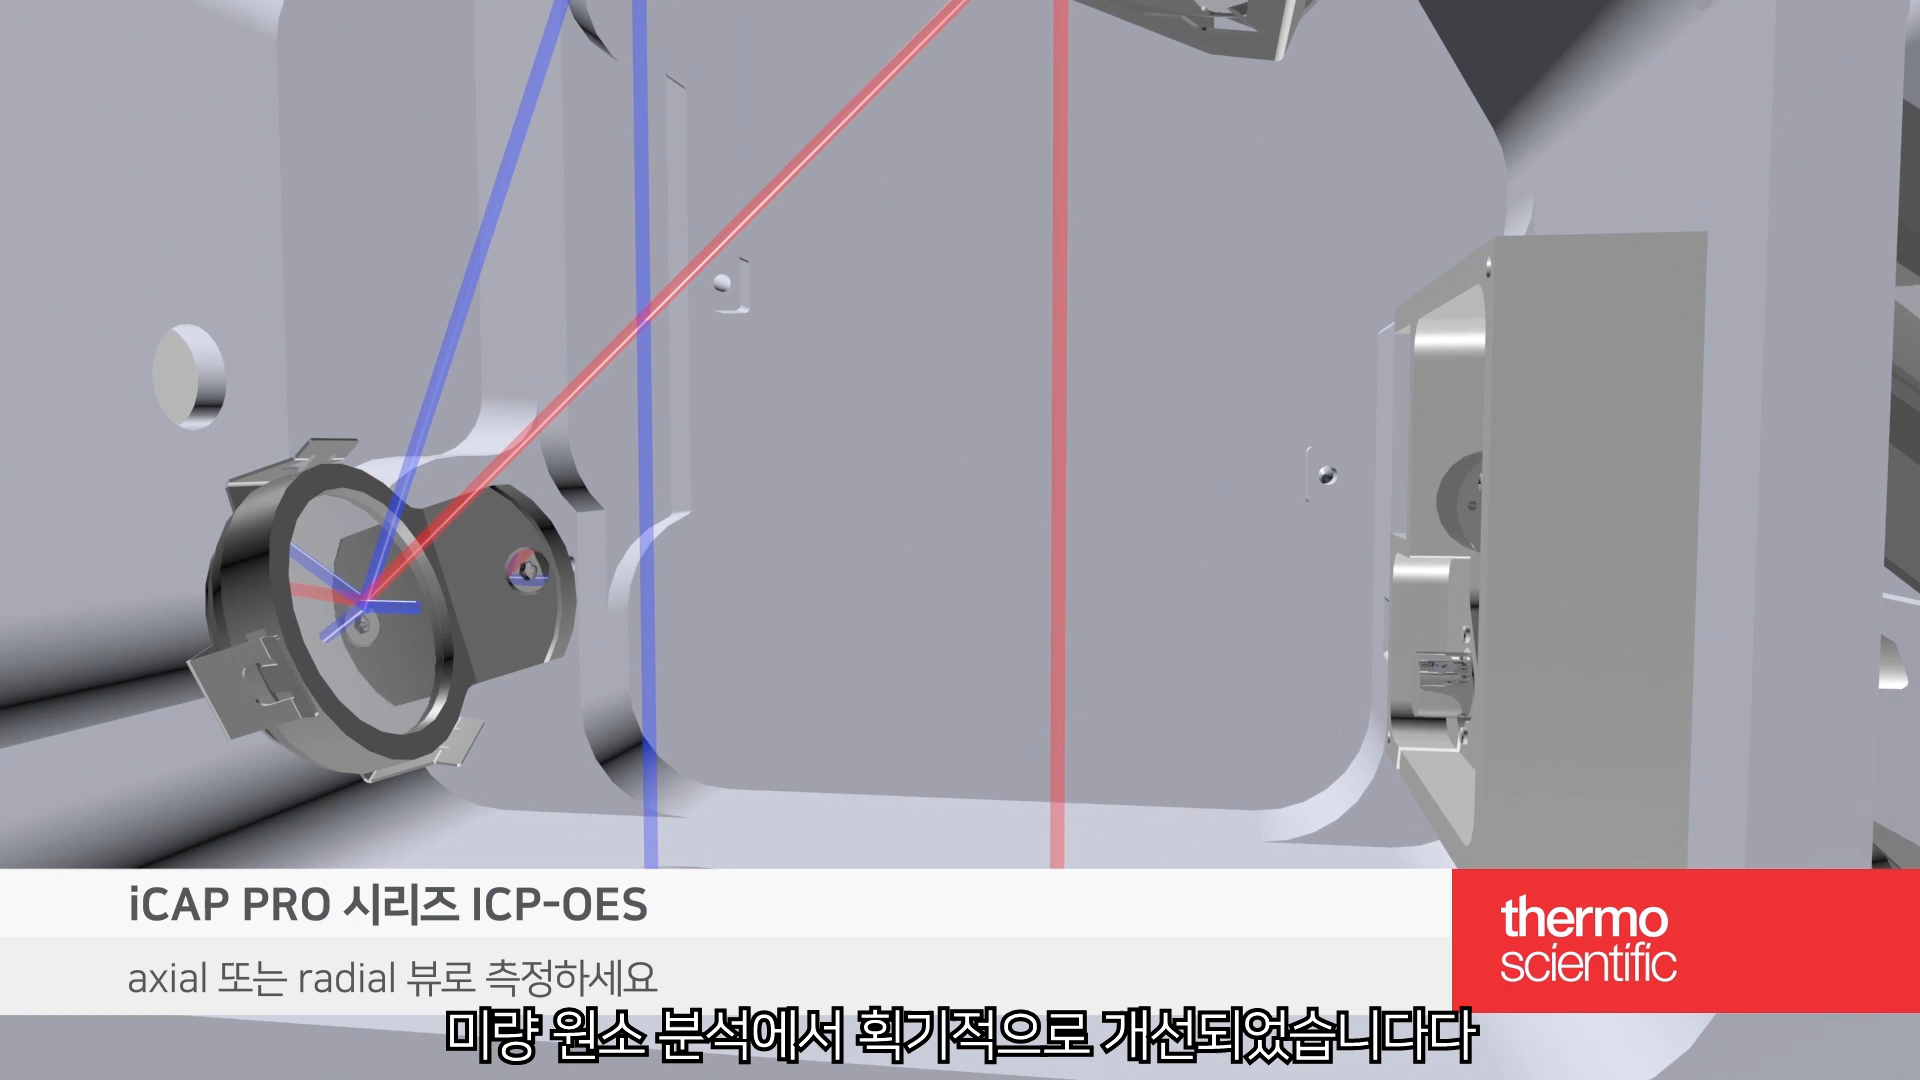 iCAP PRO 시리즈 ICP-OES
axial 또는 radial 뷰로 측정하세요
thermo
scientific
미량 원소 분석에서 획기적으로 개선되었습니다다